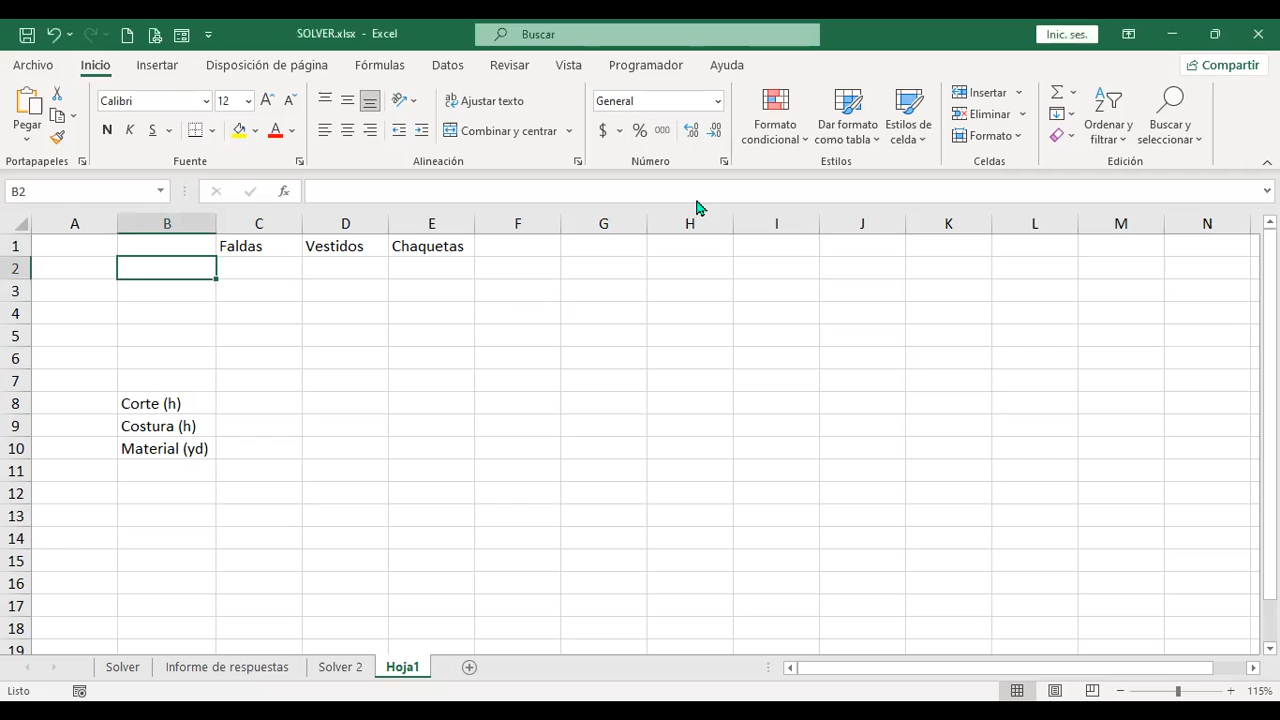 SOLVER.xlsx - Excel
Buscar
Inic. ses.
Archivo Inicio Insertar Disposición de página Fórmulas Datos Revisar Vista Programador Ayuda
Compartir
Pegar
Calibri 12
N K S
A A A
Ajustar texto
Combinar y centrar
General
$ % 000
Formato condicional
Dar formato como tabla
Estilos de celda
Insertar
Eliminar
Formato
Ordenar y filtrar
Buscar y seleccionar
Portapapeles Fuente Alineación Número Estilos Celdas Edición
B2
fx
A B C D E F G H I J K L M N
1 Faldas Vestidos Chaquetas
2
3
4
5
6
7
8 Corte (h)
9 Costura (h)
10 Material (yd)
11
12
13
14
15
16
17
18
19
Solver Informe de respuestas Solver 2 Hoja1
Listo
115%